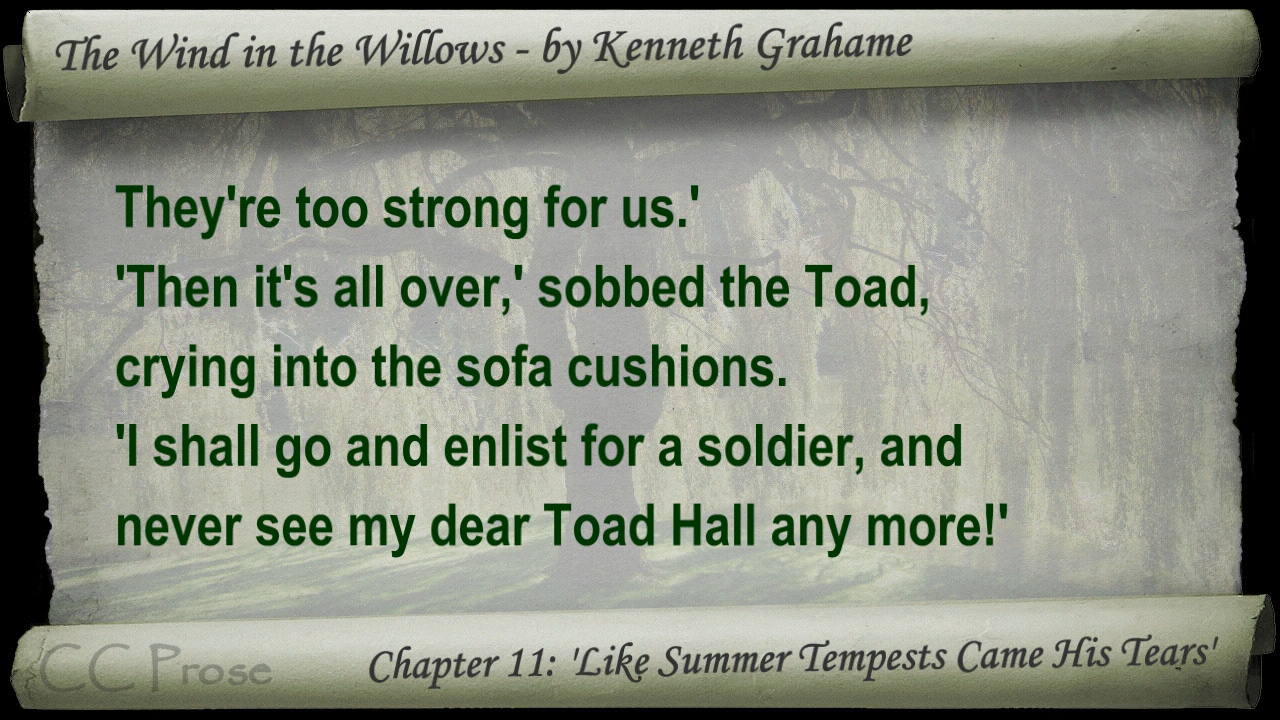 The Wind in the Willows - by Kenneth Grahame
They're too strong for us.'
'Then it's all over,' sobbed the Toad,
crying into the sofa cushions.
'I shall go and enlist for a soldier, and
never see my dear Toad Hall any more!'
CC Prose
Chapter 11: 'Like Summer Tempests Came His Tears'